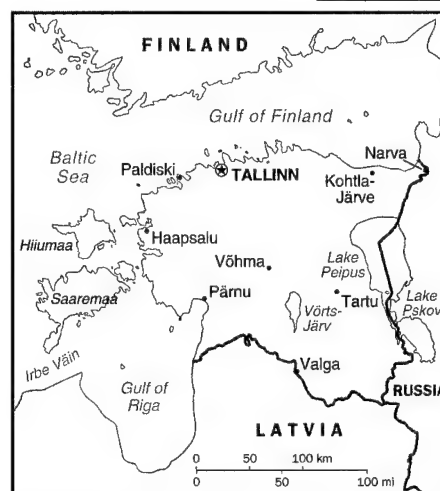 FINLAND
Gulf of Finland
Baltic
Sea
Narva
Paldiski
TALLINN
Kohtla-
Järve
Hiiumaa
Haapsalu
Võhma
Lake
Peipus
Saaremaa
Pärnu
Tartu
Lake
Pskov
Võrts-
Järv
Irbe Väin
Valga
Gulf of
Riga
RUSSIA
LATVIA
0 50 100 km
0 50 100 mi